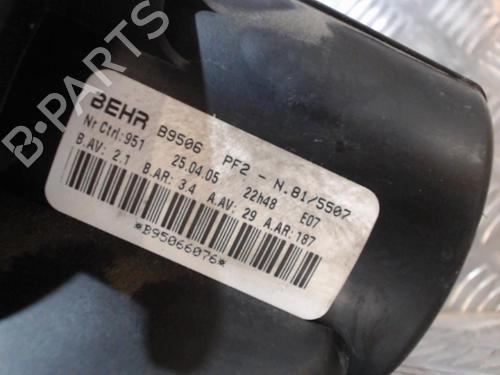 B-PARTS
BEHR B9506 PF2 - N.81/5507
Nr Ctrl:951 25.04.05 22h48 E07
B.AV: 2.1 B.AR: 3.4 A.AV: 29 A.AR: 187
*B95066076*